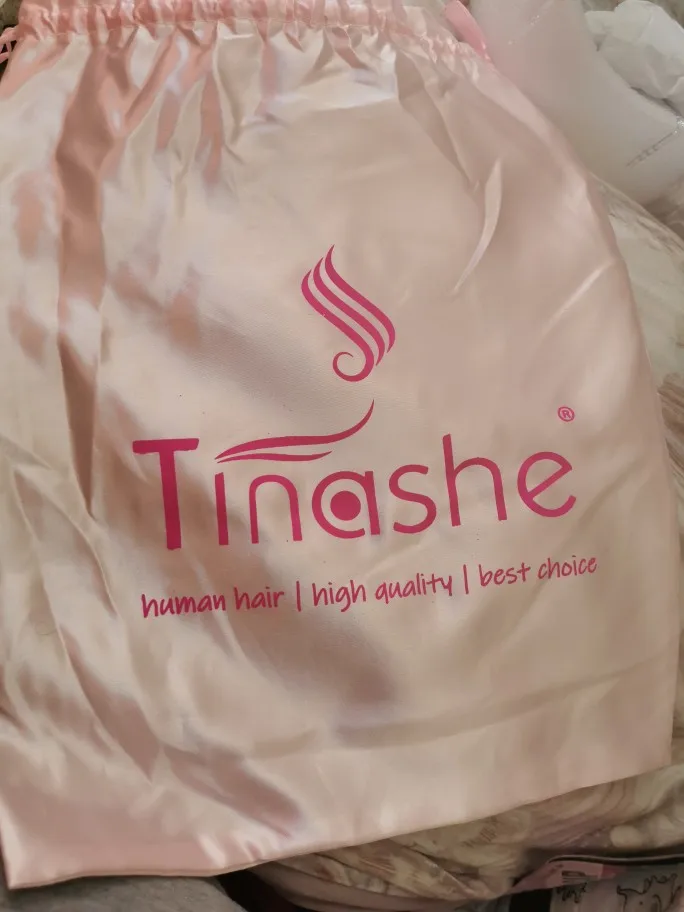 Tinashe®
human hair | high quality | best choice